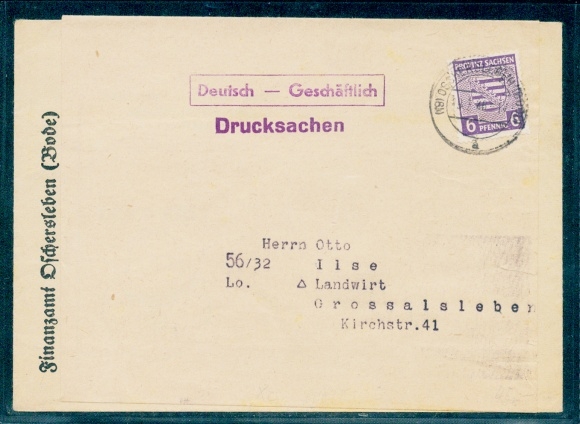 Finanzamt Oschersleben (Bode)
Deutsch — Geschäftlich
Drucksachen
PROVINZ SACHSEN
6 PFENNIG 6
Herrn Otto
56/32 Ilse
Lo. Δ Landwirt
Grossalsleben
Kirchstr.41